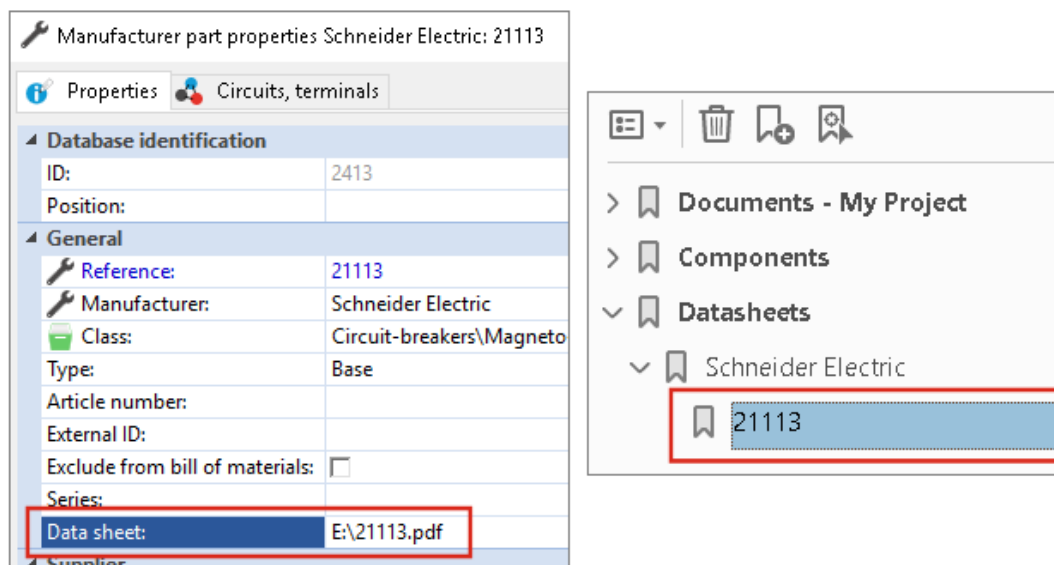 Manufacturer part properties Schneider Electric: 21113
Properties
Circuits, terminals
Database identification
ID: 2413
Position:
General
Reference: 21113
Manufacturer: Schneider Electric
Class: Circuit-breakers\Magneto
Type: Base
Article number:
External ID:
Exclude from bill of materials:
Series:
Data sheet: E:\21113.pdf
Supplier
Documents - My Project
Components
Datasheets
Schneider Electric
21113